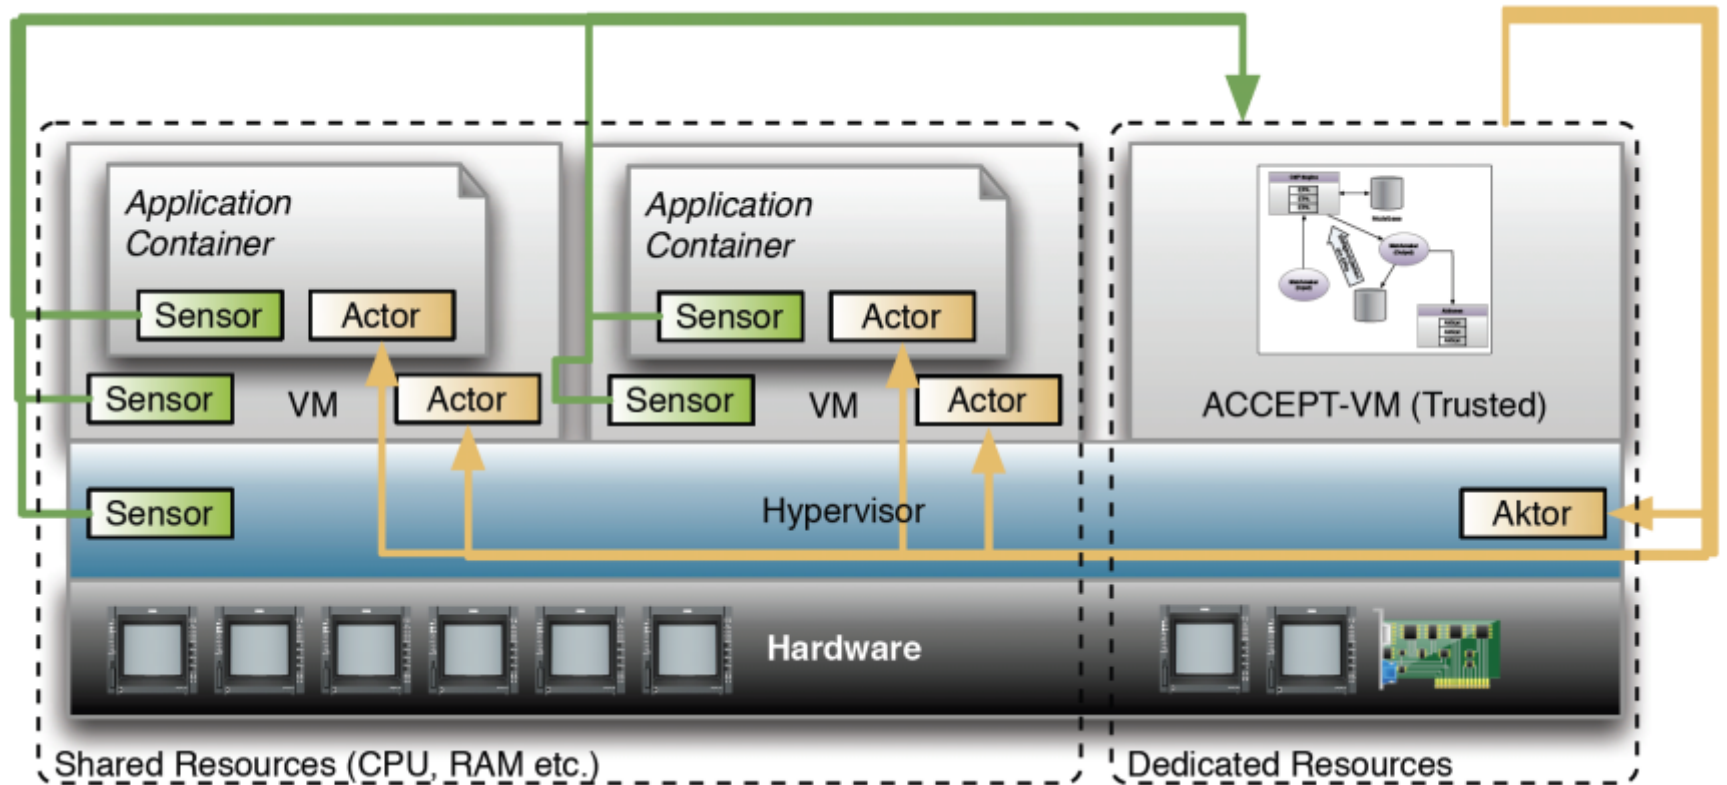 Application
Container
Sensor
Actor
Sensor
VM
Actor
Application
Container
Sensor
Actor
Sensor
VM
Actor
ACCEPT-VM (Trusted)
Sensor
Hypervisor
Aktor
Hardware
Shared Resources (CPU, RAM etc.)
Dedicated Resources